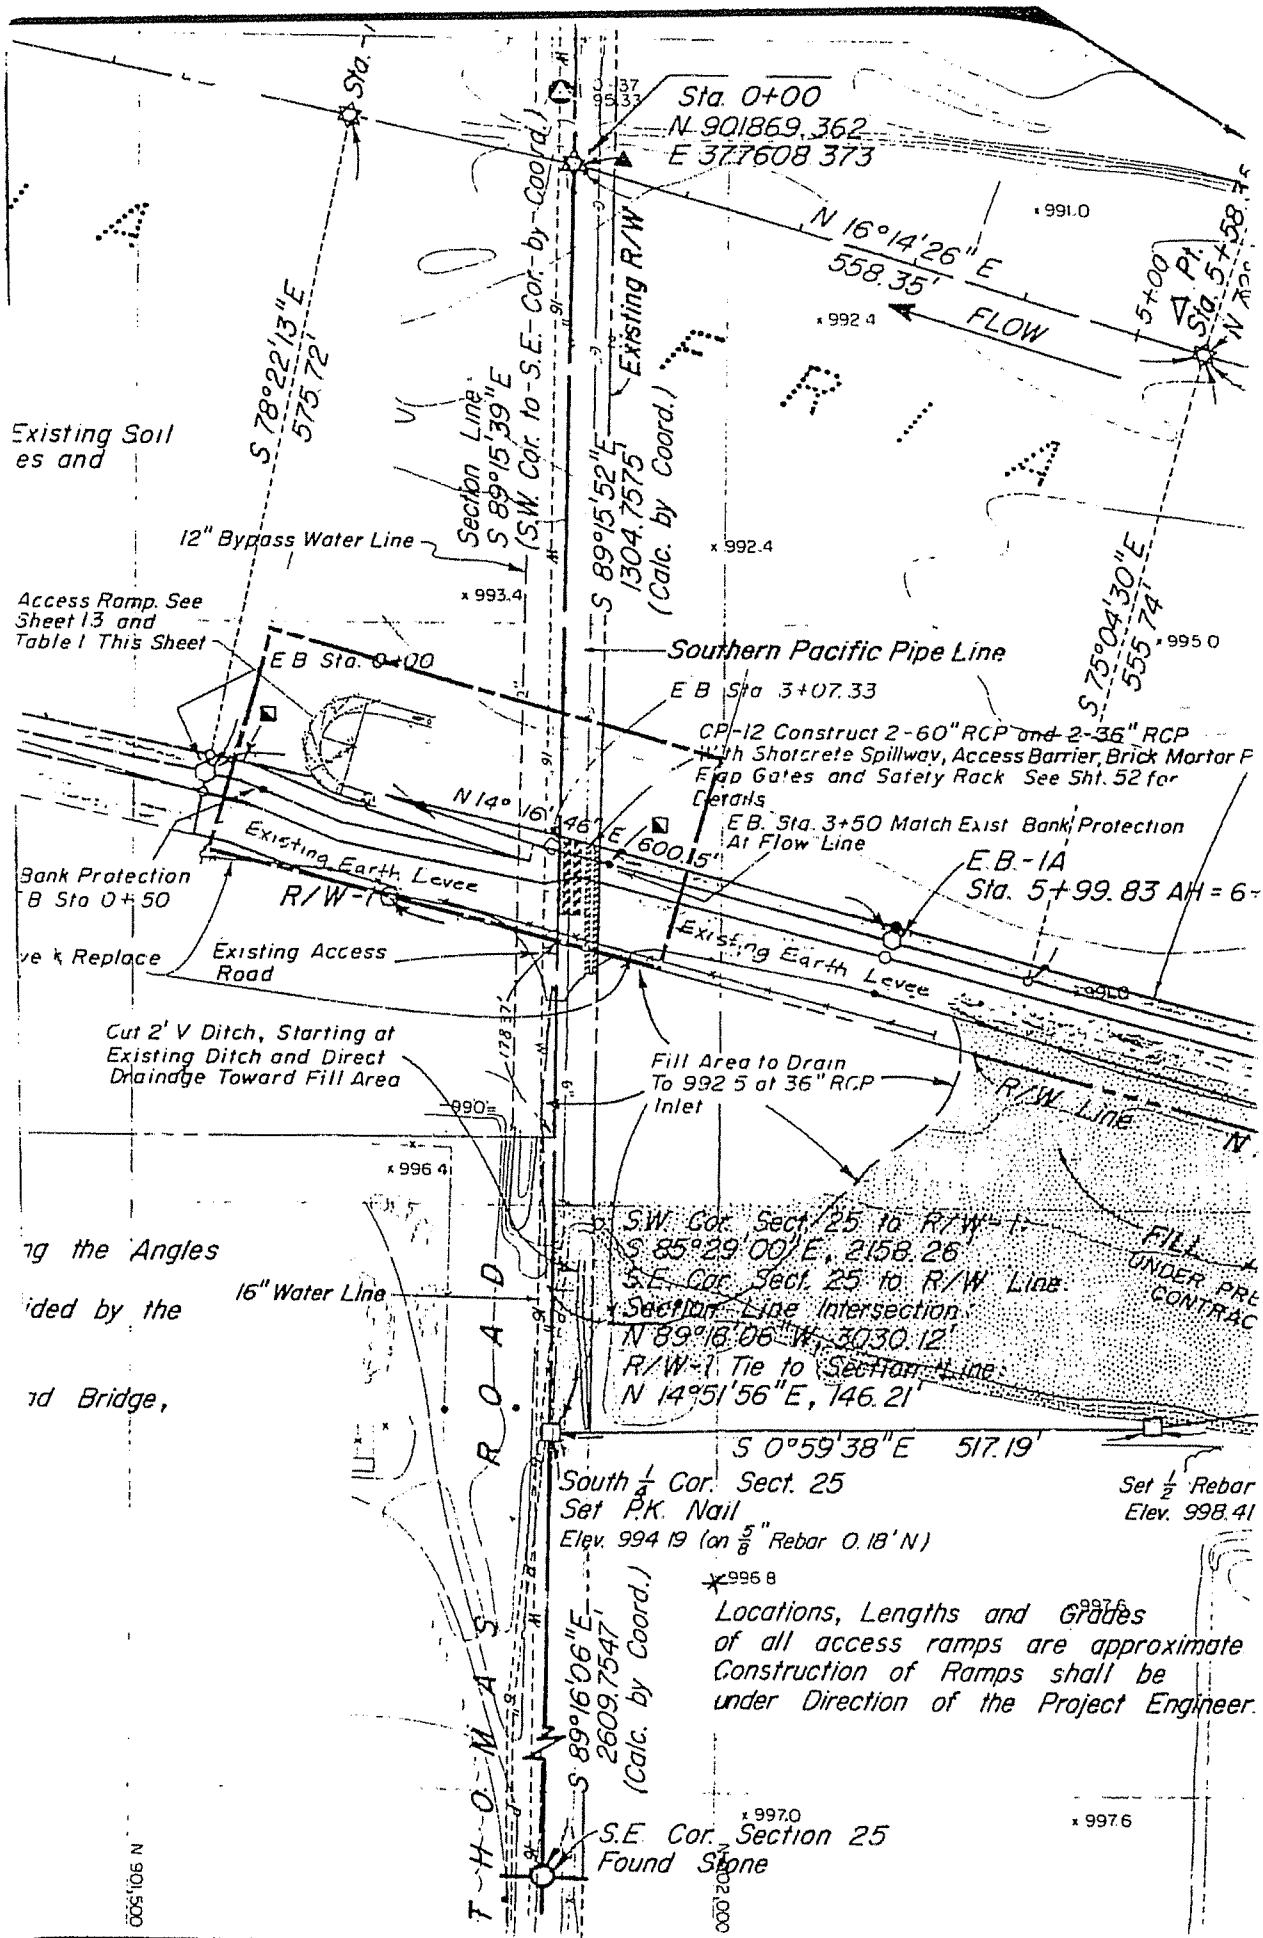 Sta. 0+00
N 901869.362
E 377608.373
N 16°14'26" E
558.35'
FLOW
x 991.0
x 992.4
5+00
Δ Pt.
Sta. 5+58.35
S 78°22'13"E
575.72'
Existing Soil
es and
Section Line
S 89°15'39"E
(S.W. Cor. to S.E. Cor. by Coord.)
Existing R/W
S 89°15'52"E
1304.7575'
(Calc. by Coord.)
F R I A
12" Bypass Water Line
x 992.4
x 993.4
S 75°04'30"E
555.74'
x 995.0
Access Ramp. See
Sheet 13 and
Table 1 This Sheet
E B Sta. 0+00
Southern Pacific Pipe Line
E B Sta 3+07.33
CP-12 Construct 2-60" RCP and 2-36" RCP
With Shotcrete Spillway, Access Barrier, Brick Mortar P
Flap Gates and Safety Rack See Sht. 52 for
Details
N 14° 16' 46" E
600.15'
E B. Sta. 3+50 Match Exist Bank Protection
At Flow Line
E.B.-1A
Sta. 5+99.83 AH = 6+
Existing Earth Levee
Bank Protection
B Sta 0+50
R/W-1
ve & Replace
Existing Access
Road
Existing Earth Levee
x 991.0
Cut 2' V Ditch, Starting at
Existing Ditch and Direct
Drainage Toward Fill Area
178.37'
Fill Area to Drain
To 992.5 at 36" RCP
Inlet
R/W Line
N
990
x 996.4
S.W. Cor. Sect. 25 to R/W-1:
S 85°29'00"E, 2158.26'
S.E. Cor. Sect. 25 to R/W Line
Section Line Intersection:
N 89°16'06"W, 3030.12'
R/W-1 Tie to Section Line:
N 14°51'56"E, 146.21'
FILL
UNDER PRE
CONTRAC
ng the Angles
ided by the
nd Bridge,
16" Water Line
THOMAS ROAD
S 0°59'38"E 517.19'
South ¼ Cor. Sect. 25
Set P.K. Nail
Elev. 994.19 (on ⅝" Rebar 0.18' N)
Set ½" Rebar
Elev. 998.41
x 996.8
x 997.6
Locations, Lengths and Grades
of all access ramps are approximate
Construction of Ramps shall be
under Direction of the Project Engineer.
S 89°16'06"E
2609.7547'
(Calc. by Coord.)
x 997.0
x 997.6
S.E. Cor. Section 25
Found Stone
N 901,500